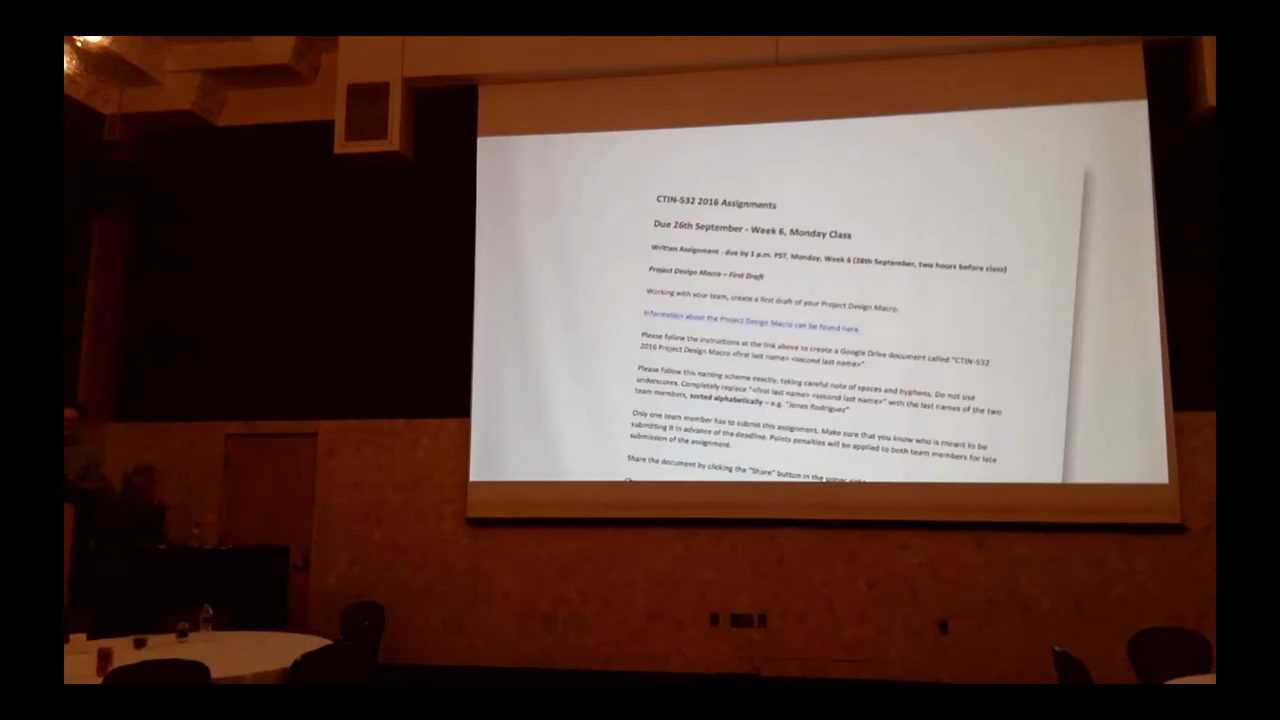 CTIN-532 2016 Assignments
Due 26th September - Week 6, Monday Class
Written Assignment - due by 1 p.m. PST, Monday, Week 6 (28th September, two hours before class)
Project Design Macro – First Draft
Working with your team, create a first draft of your Project Design Macro.
Information about the Project Design Macro can be found here.
Please follow the instructions at the link above to create a Google Drive document called "CTIN-532
2016 Project Design Macro <first last name> <second last name>".
Please follow this naming scheme exactly, taking careful note of spaces and hyphens. Do not use
underscores. Completely replace "<first last name> <second last name>" with the last names of the two
team members, sorted alphabetically – e.g. "Jones Rodriguez"
Only one team member has to submit this assignment. Make sure that you know who is meant to be
submitting it in advance of the deadline. Points penalties will be applied to both team members for late
submission of the assignment.
Share the document by clicking the "Share" button in the upper right